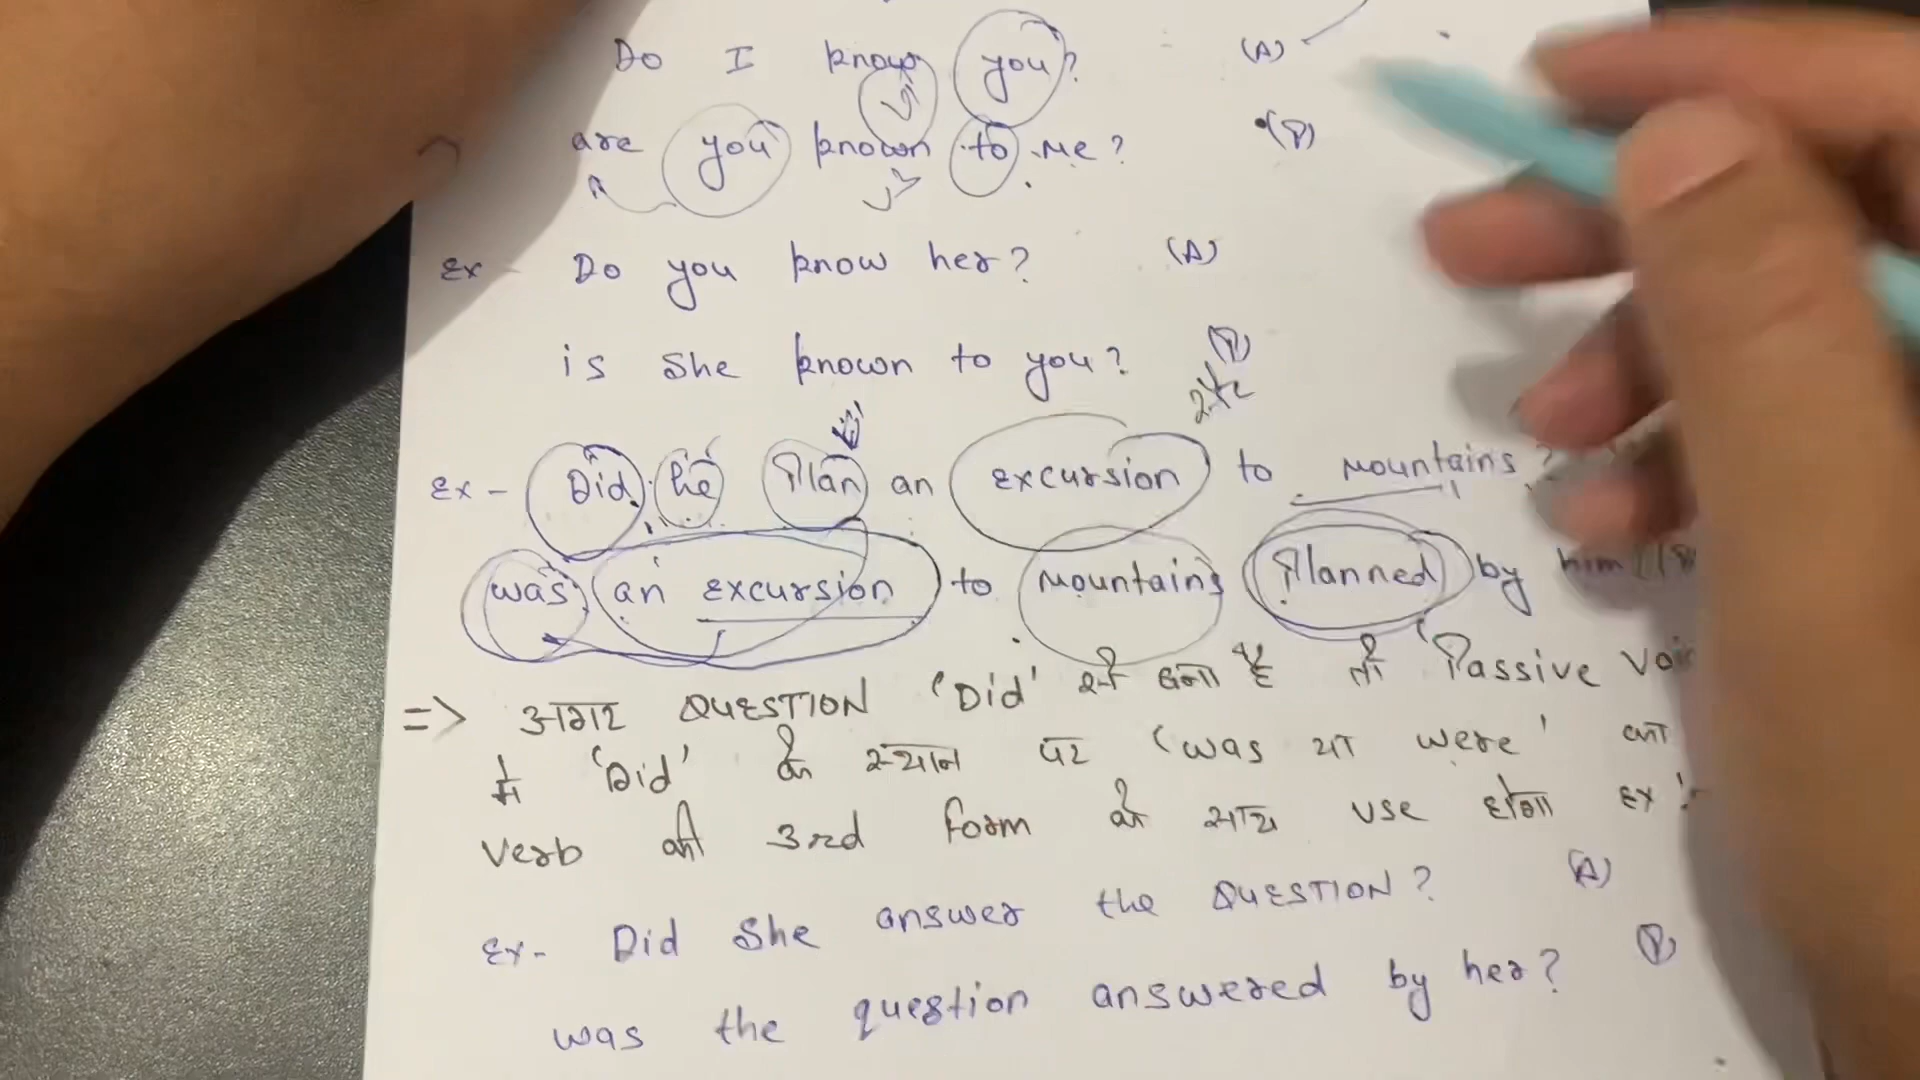 Do I know you? (A)
are you known to me? (P)
Ex - Do you know her? (A)
is She known to you? (P)
Ex - Did he Plan an excursion to mountains?
was an excursion to mountains Planned by him (P
=> अगर QUESTION 'Did' से बना है तो 'Passive Voi
में 'Did' के स्थान पर 'was या were' का
verb की 3rd form के साथ use होगा Ex
Ex- Did She answer the QUESTION? (A)
was the question answered by her? (P)